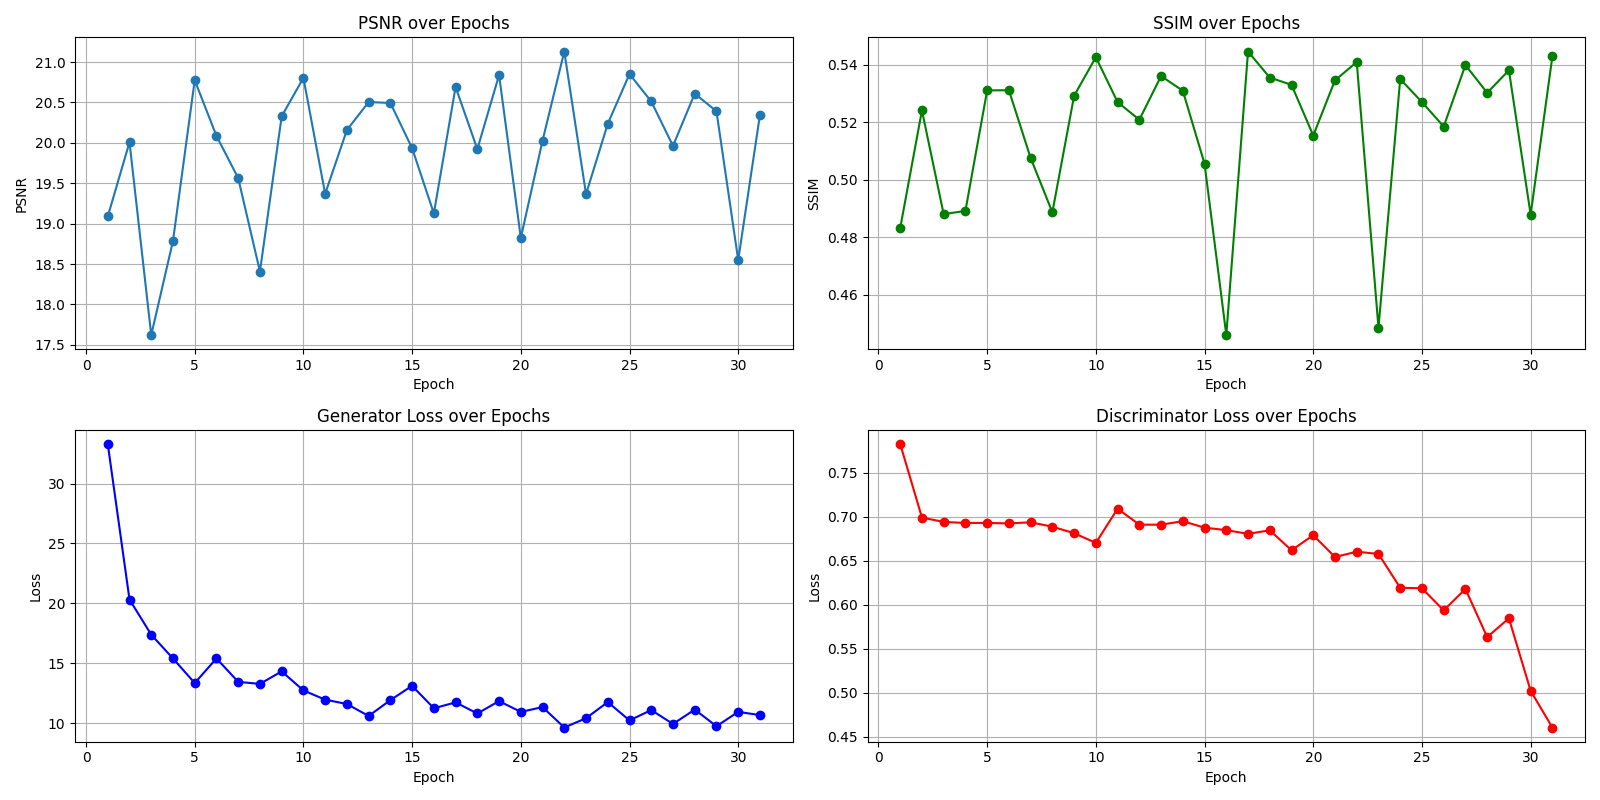 PSNR over Epochs
21.0
20.5
20.0
19.5
19.0
18.5
18.0
17.5
PSNR
0 5 10 15 20 25 30
Epoch
SSIM over Epochs
0.54
0.52
0.50
0.48
0.46
SSIM
0 5 10 15 20 25 30
Epoch
Generator Loss over Epochs
30
25
20
15
10
Loss
0 5 10 15 20 25 30
Epoch
Discriminator Loss over Epochs
0.75
0.70
0.65
0.60
0.55
0.50
0.45
Loss
0 5 10 15 20 25 30
Epoch